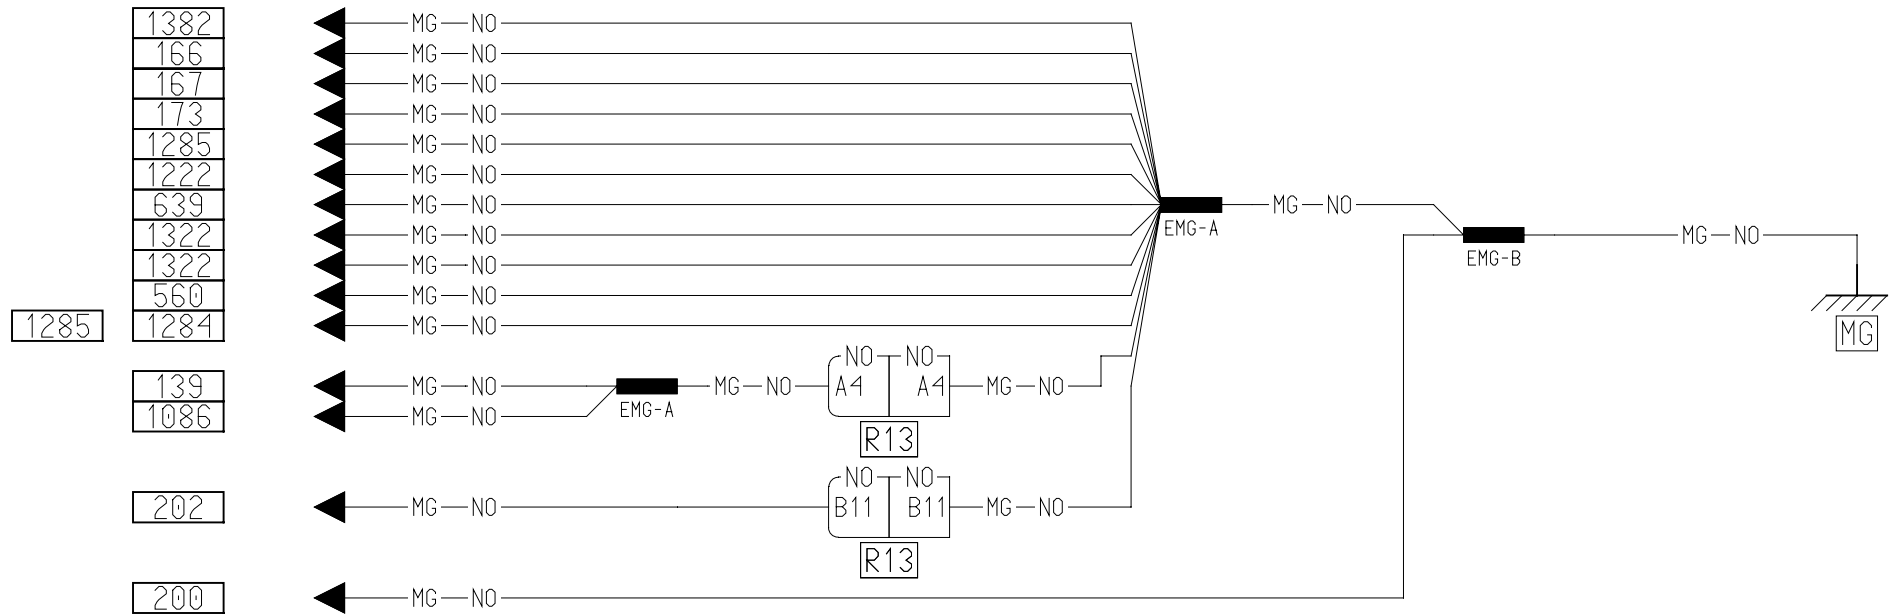 1382 MG NO
166 MG NO
167 MG NO
173 MG NO
1285 MG NO
1222 MG NO
639 MG NO MG NO
EMG-A
1322 MG NO MG NO
EMG-B
1322 MG NO
560 MG NO
1285 1284 MG NO
MG
NO NO
139 MG NO MG NO A4 A4 MG NO
EMG-A
1086 MG NO
R13
NO NO
202 MG NO B11 B11 MG NO
R13
200 MG NO